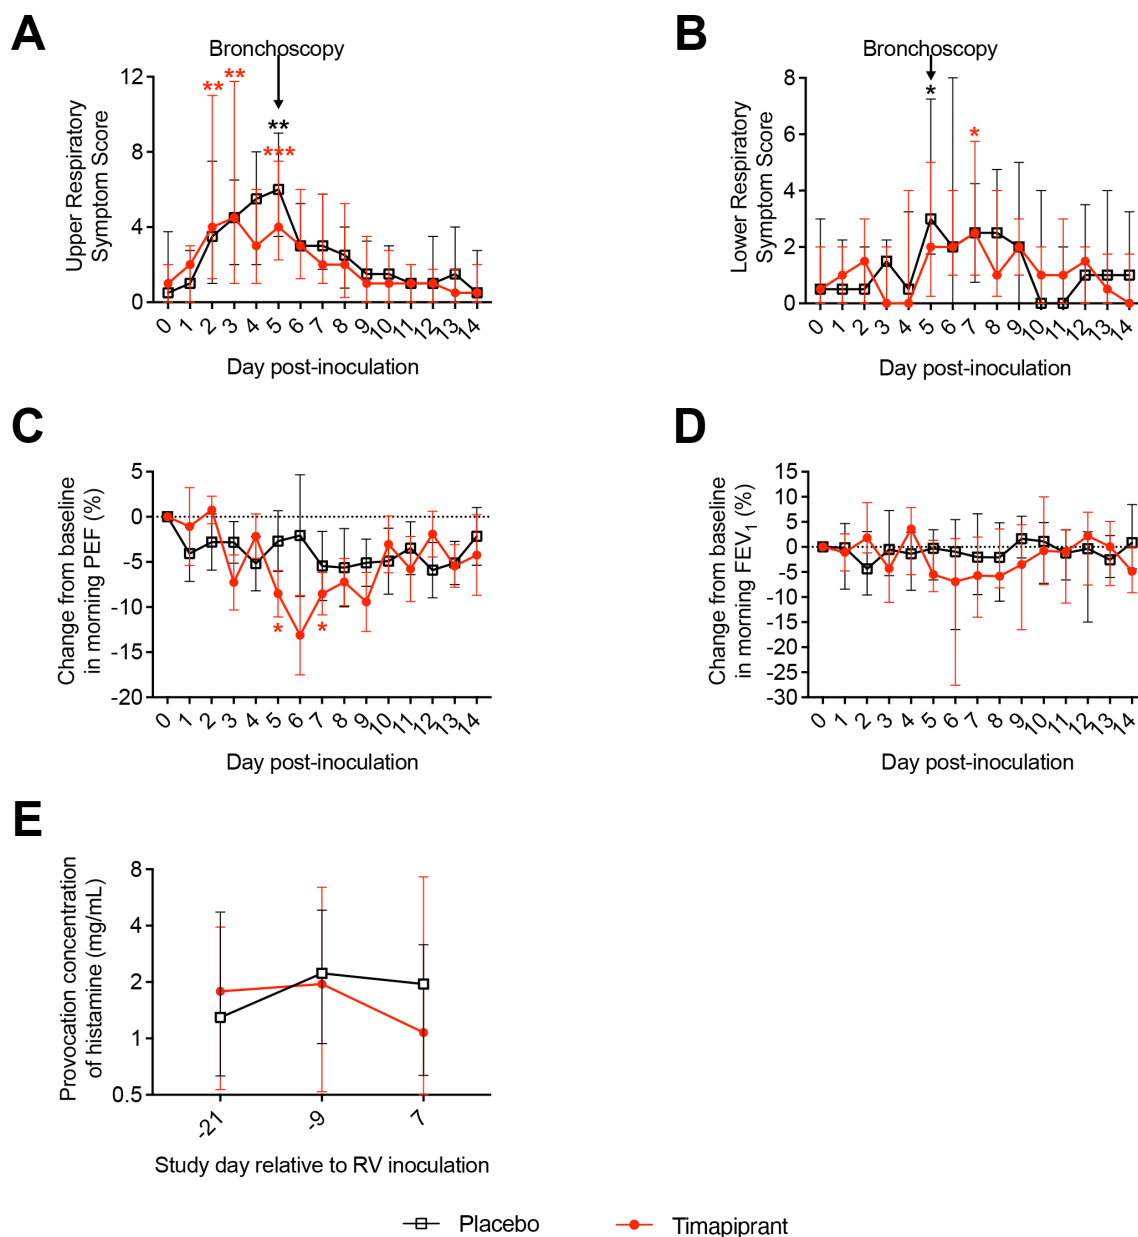 A
Bronchoscopy
Upper Respiratory
Symptom Score
12
8
4
0
**
**
**
***
0 1 2 3 4 5 6 7 8 9 10 11 12 13 14
Day post-inoculation
B
Bronchoscopy
Lower Respiratory
Symptom Score
8
6
4
2
0
*
*
0 1 2 3 4 5 6 7 8 9 10 11 12 13 14
Day post-inoculation
C
Change from baseline
in morning PEF (%)
5
0
-5
-10
-15
-20
*
*
0 1 2 3 4 5 6 7 8 9 10 11 12 13 14
Day post-inoculation
D
Change from baseline
in morning FEV1 (%)
15
10
5
0
-5
-10
-15
-20
-25
-30
0 1 2 3 4 5 6 7 8 9 10 11 12 13 14
Day post-inoculation
E
Provocation concentration
of histamine (mg/mL)
8
4
2
1
0.5
-21 -9 7
Study day relative to RV inoculation
Placebo Timapiprant